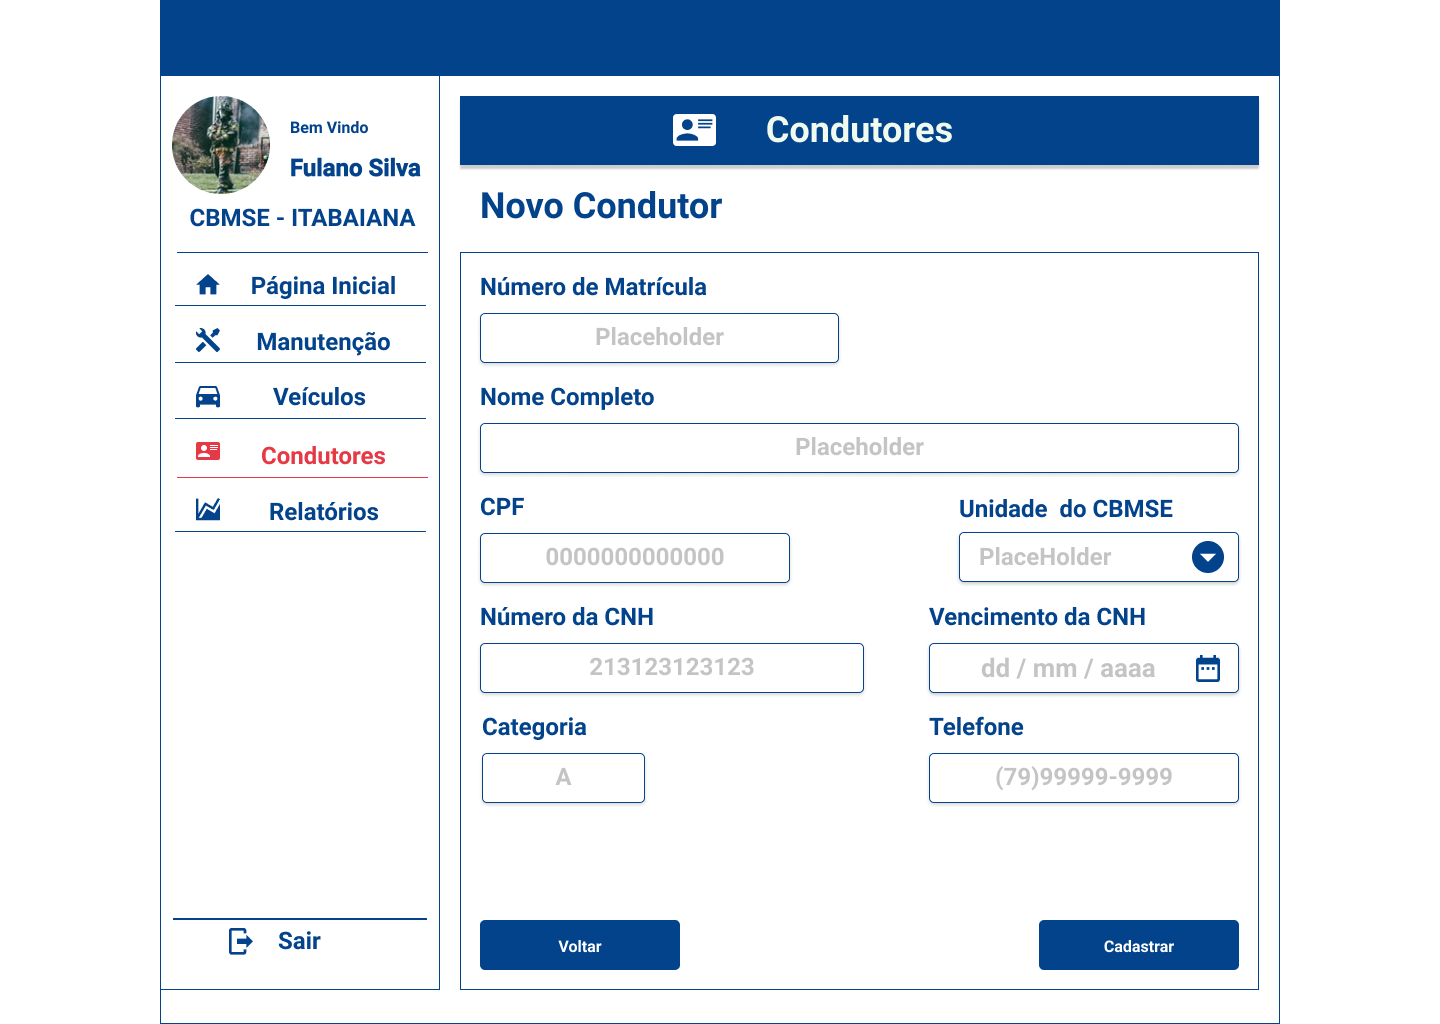 Bem Vindo
Fulano Silva
CBMSE - ITABAIANA
Página Inicial
Manutenção
Veículos
Condutores
Relatórios
Sair
Condutores
Novo Condutor
Número de Matrícula
Placeholder
Nome Completo
Placeholder
CPF
0000000000000
Unidade  do CBMSE
PlaceHolder
Número da CNH
213123123123
Vencimento da CNH
dd / mm / aaaa
Categoria
A
Telefone
(79)99999-9999
Voltar
Cadastrar